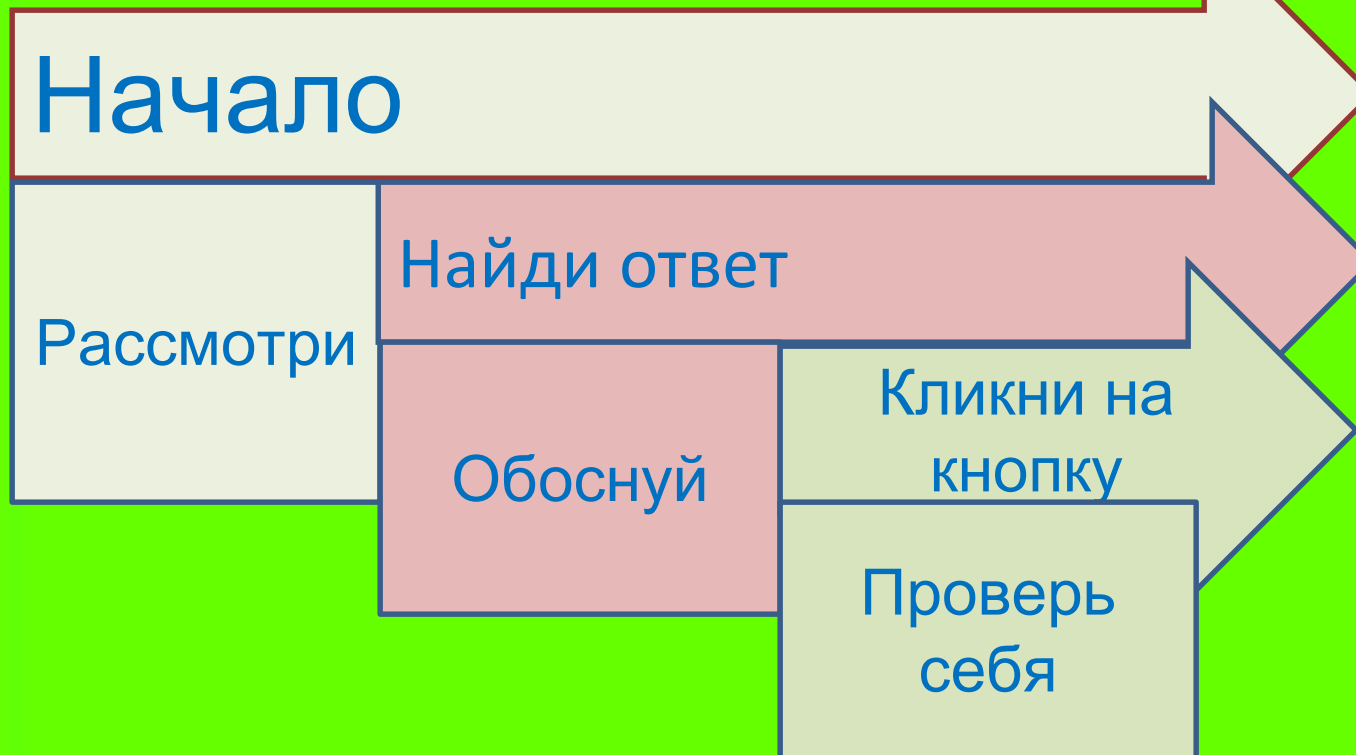 Начало
Найди ответ
Рассмотри
Кликни на
кнопку
Обоснуй
Проверь
себя